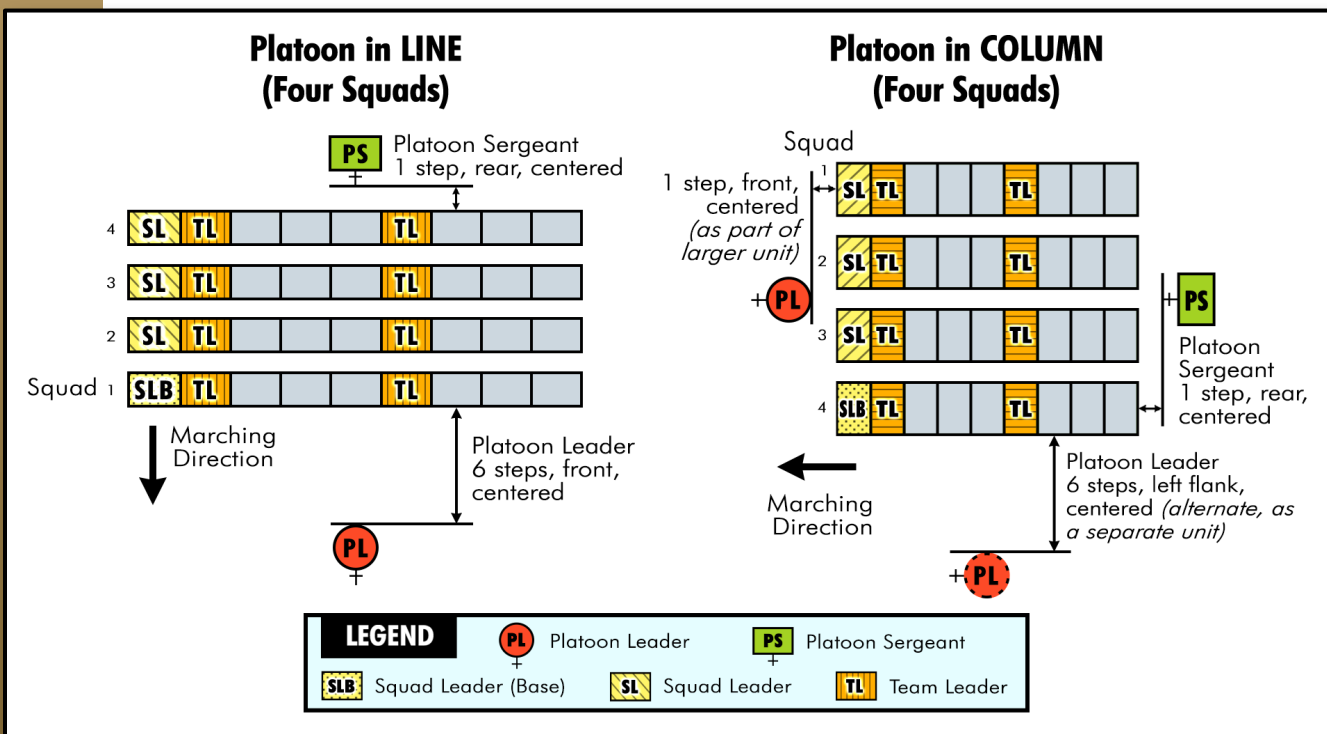 Platoon in LINE
(Four Squads)
PS
Platoon Sergeant
1 step, rear, centered
4 SL TL TL
3 SL TL TL
2 SL TL TL
Squad 1 SLB TL TL
Marching
Direction
Platoon Leader
6 steps, front,
centered
PL
Platoon in COLUMN
(Four Squads)
Squad
1 SL TL TL
1 step, front,
centered
(as part of
larger unit)
2 SL TL TL
PL
PS
3 SL TL TL
Platoon
Sergeant
1 step, rear,
centered
4 SLB TL TL
Marching
Direction
Platoon Leader
6 steps, left flank,
centered (alternate, as
a separate unit)
PL
LEGEND
PL Platoon Leader
PS Platoon Sergeant
SLB Squad Leader (Base)
SL Squad Leader
TL Team Leader